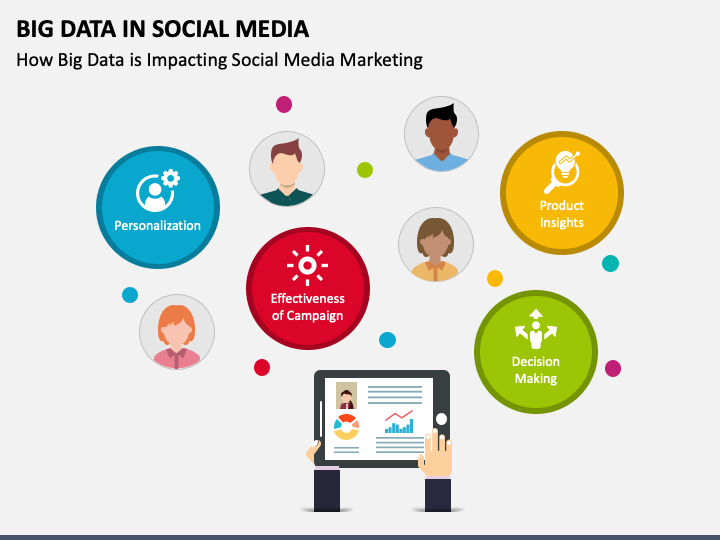 BIG DATA IN SOCIAL MEDIA
How Big Data is Impacting Social Media Marketing
Personalization
Effectiveness
of Campaign
Product
Insights
Decision
Making